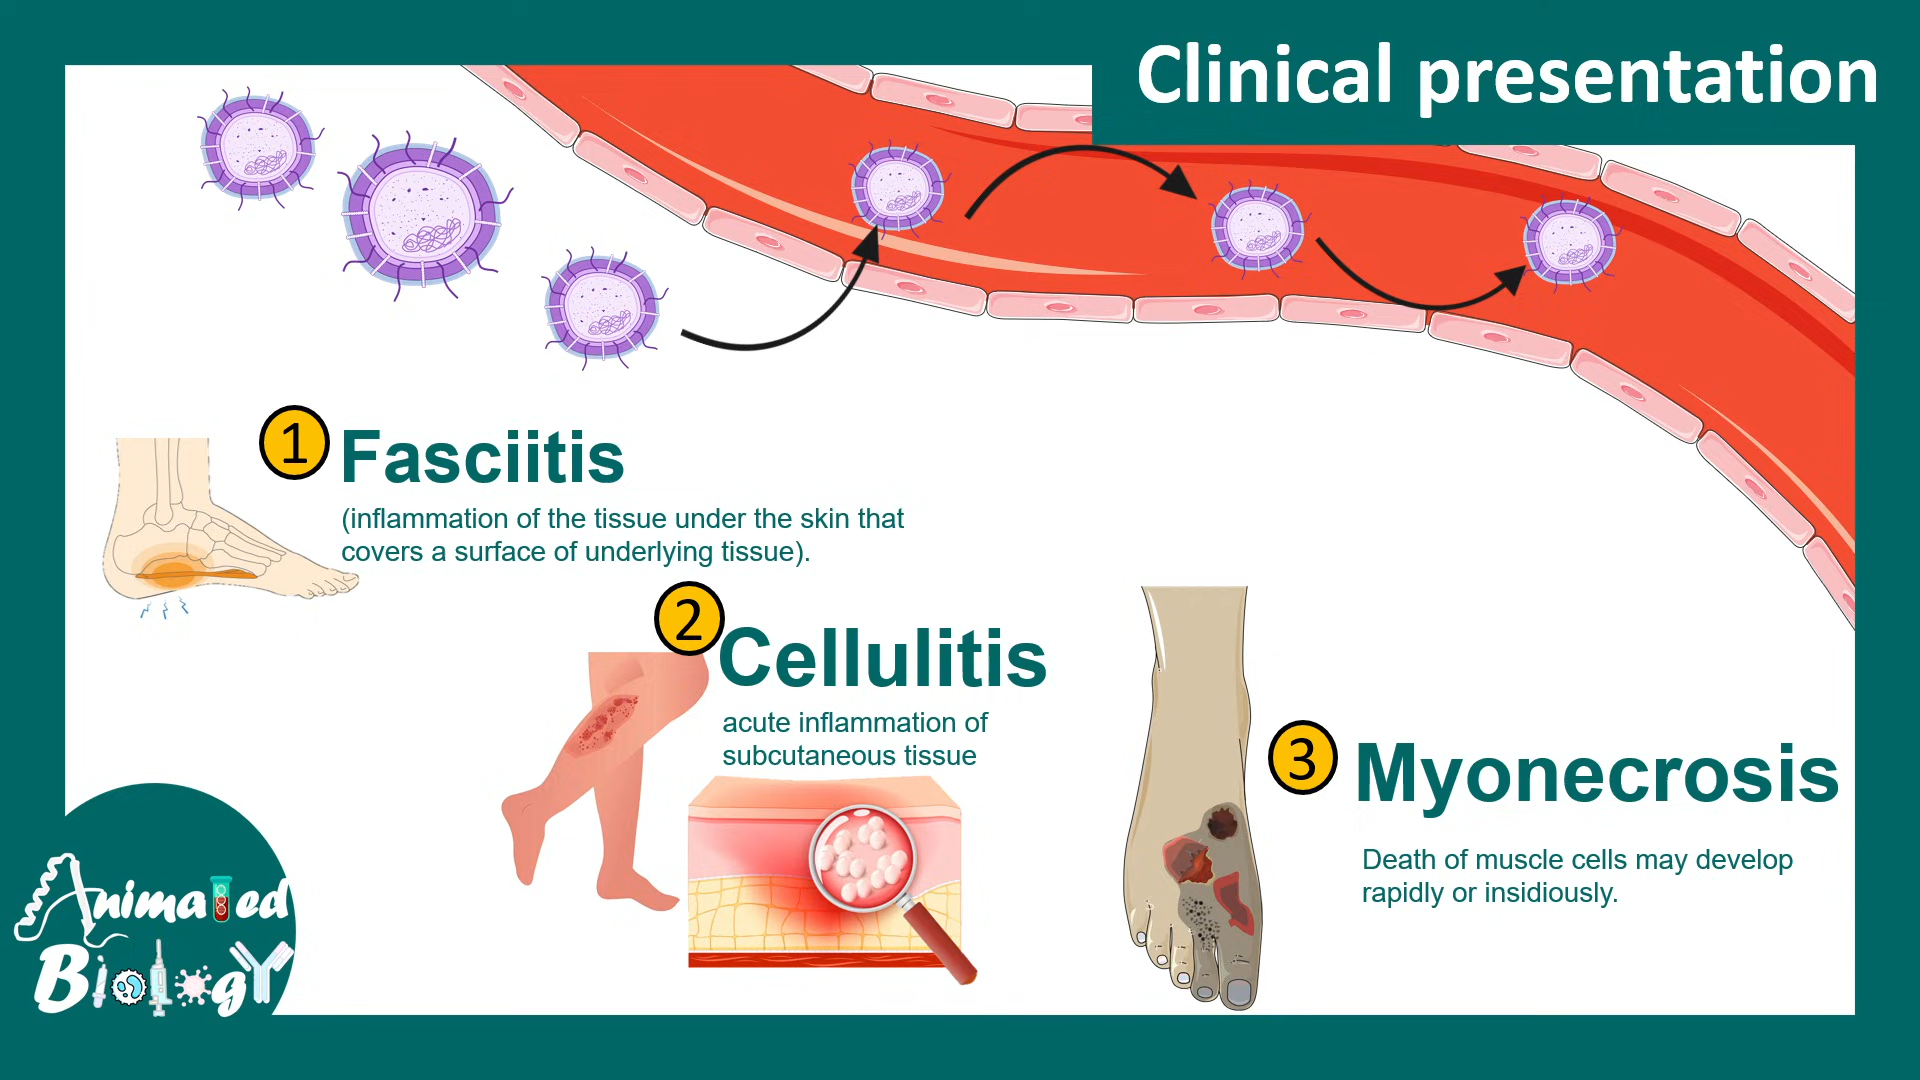 Clinical presentation
1
Fasciitis
(inflammation of the tissue under the skin that
covers a surface of underlying tissue).
2
Cellulitis
acute inflammation of
subcutaneous tissue
3
Myonecrosis
Death of muscle cells may develop
rapidly or insidiously.
Animated
Biology